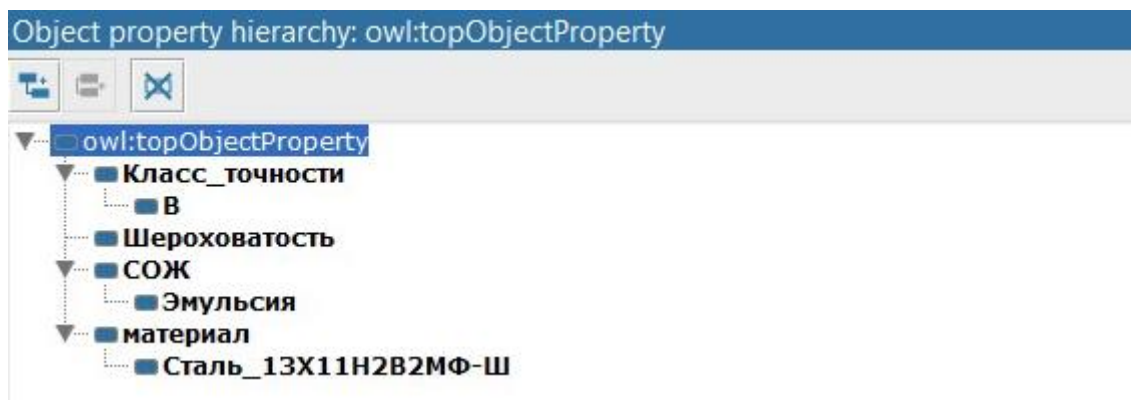 Object property hierarchy: owl:topObjectProperty
owl:topObjectProperty
Класс_точности
В
Шероховатость
СОЖ
Эмульсия
материал
Сталь_13Х11Н2В2МФ-Ш